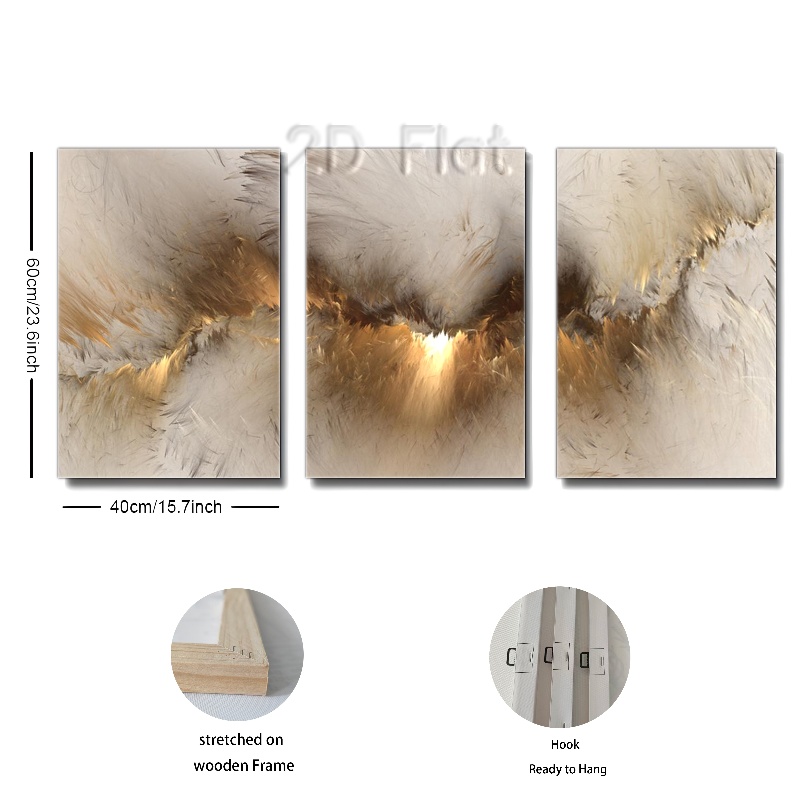 2D Flat
60cm/23.6inch
40cm/15.7inch
stretched on
wooden Frame
Hook
Ready to Hang